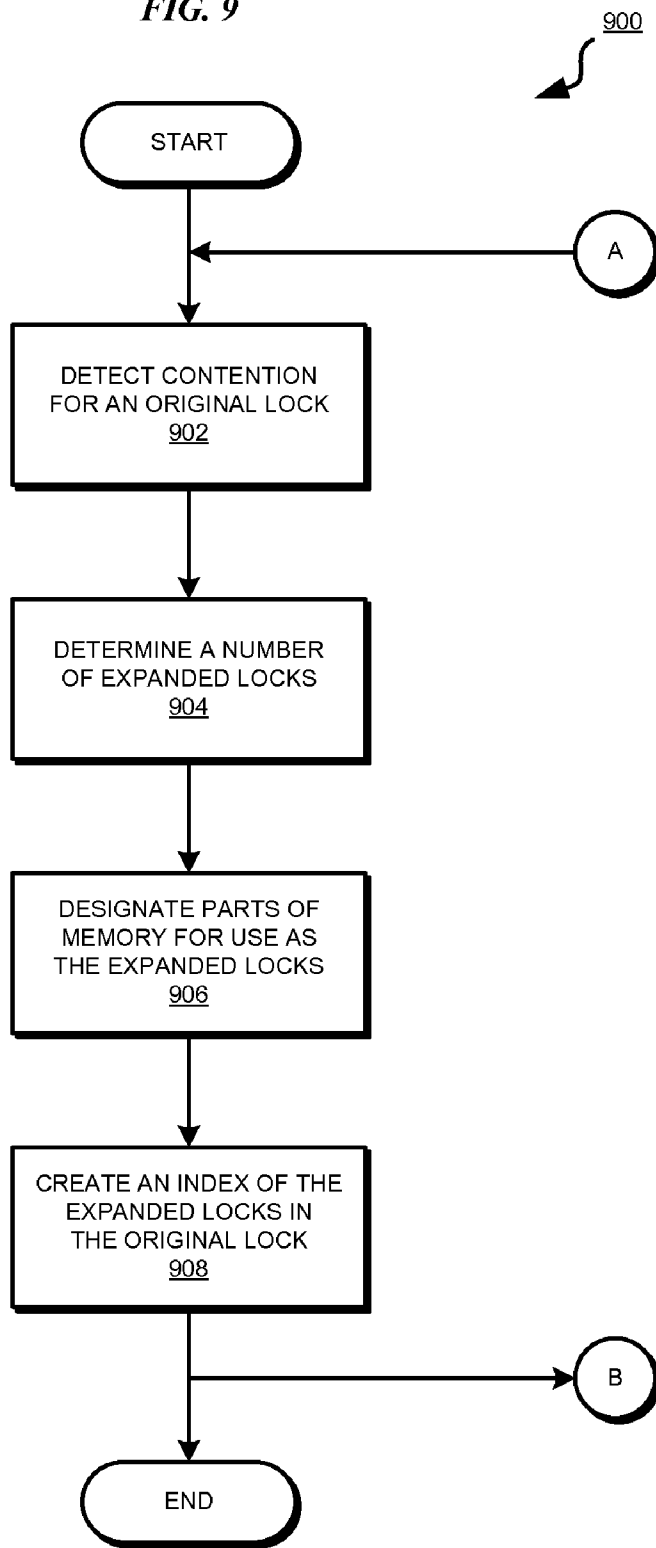 FIG. 9
900
START
A
DETECT CONTENTION
FOR AN ORIGINAL LOCK
902
DETERMINE A NUMBER
OF EXPANDED LOCKS
904
DESIGNATE PARTS OF
MEMORY FOR USE AS
THE EXPANDED LOCKS
906
CREATE AN INDEX OF THE
EXPANDED LOCKS IN
THE ORIGINAL LOCK
908
B
END